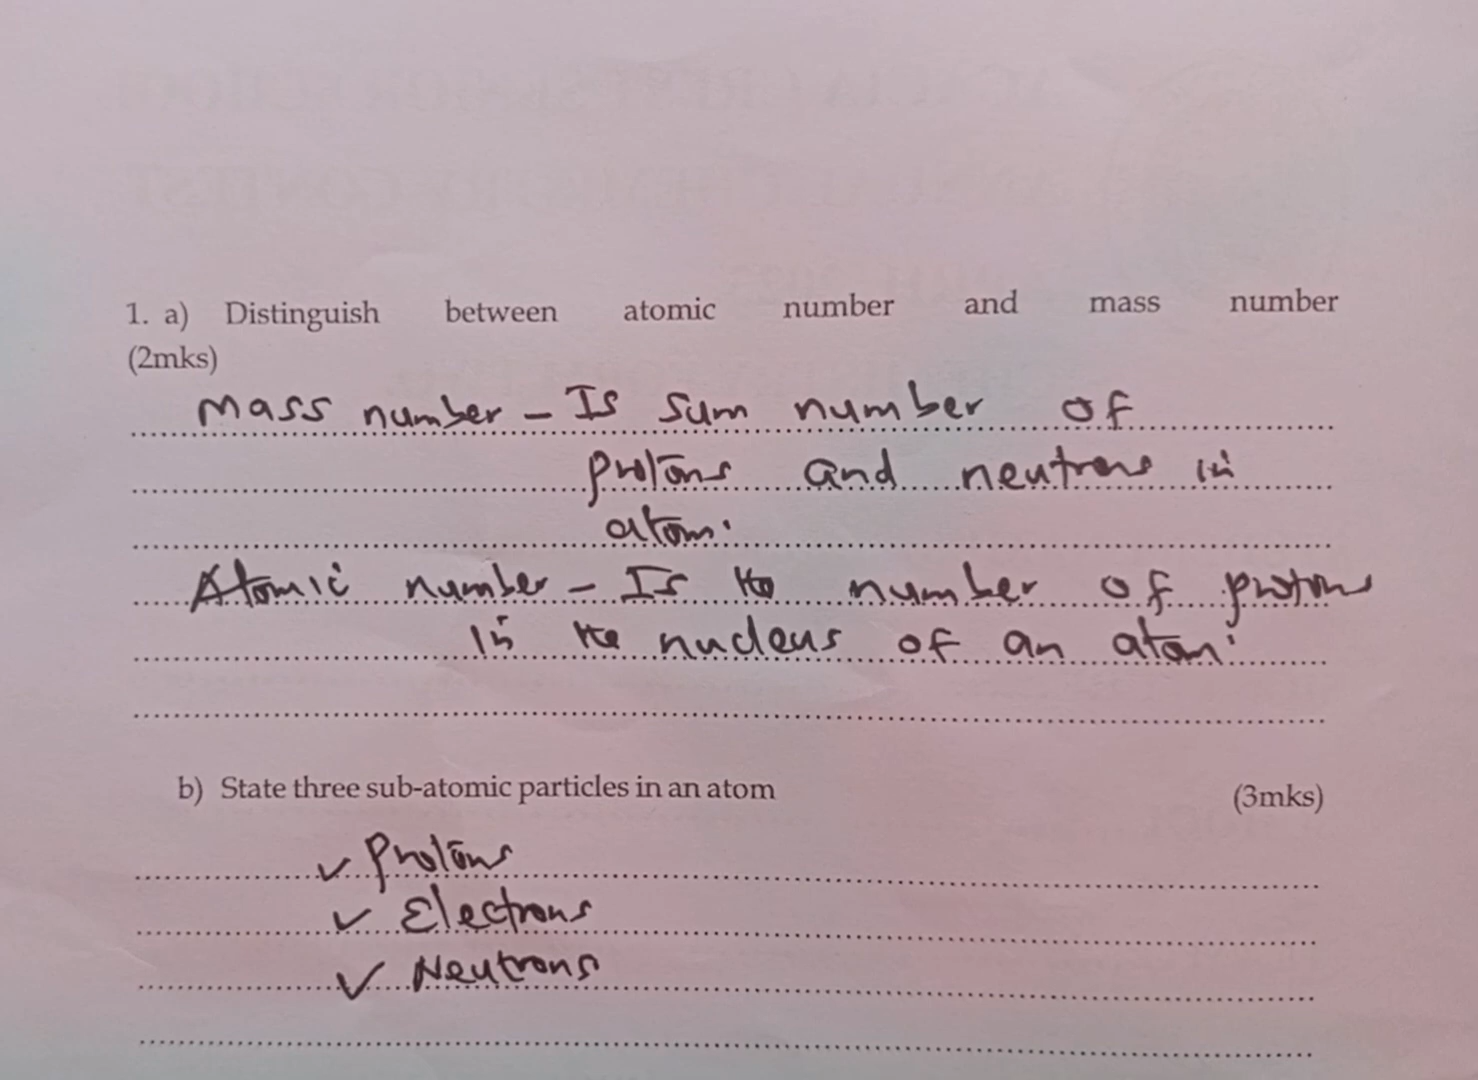 1. a) Distinguish between atomic number and mass number
(2mks)
Mass number - Is sum number of
protons and neutrons in
atom.
Atomic number - Is the number of protons
in the nucleus of an atom.
b) State three sub-atomic particles in an atom (3mks)
✓ Protons
✓ Electrons
✓ Neutrons